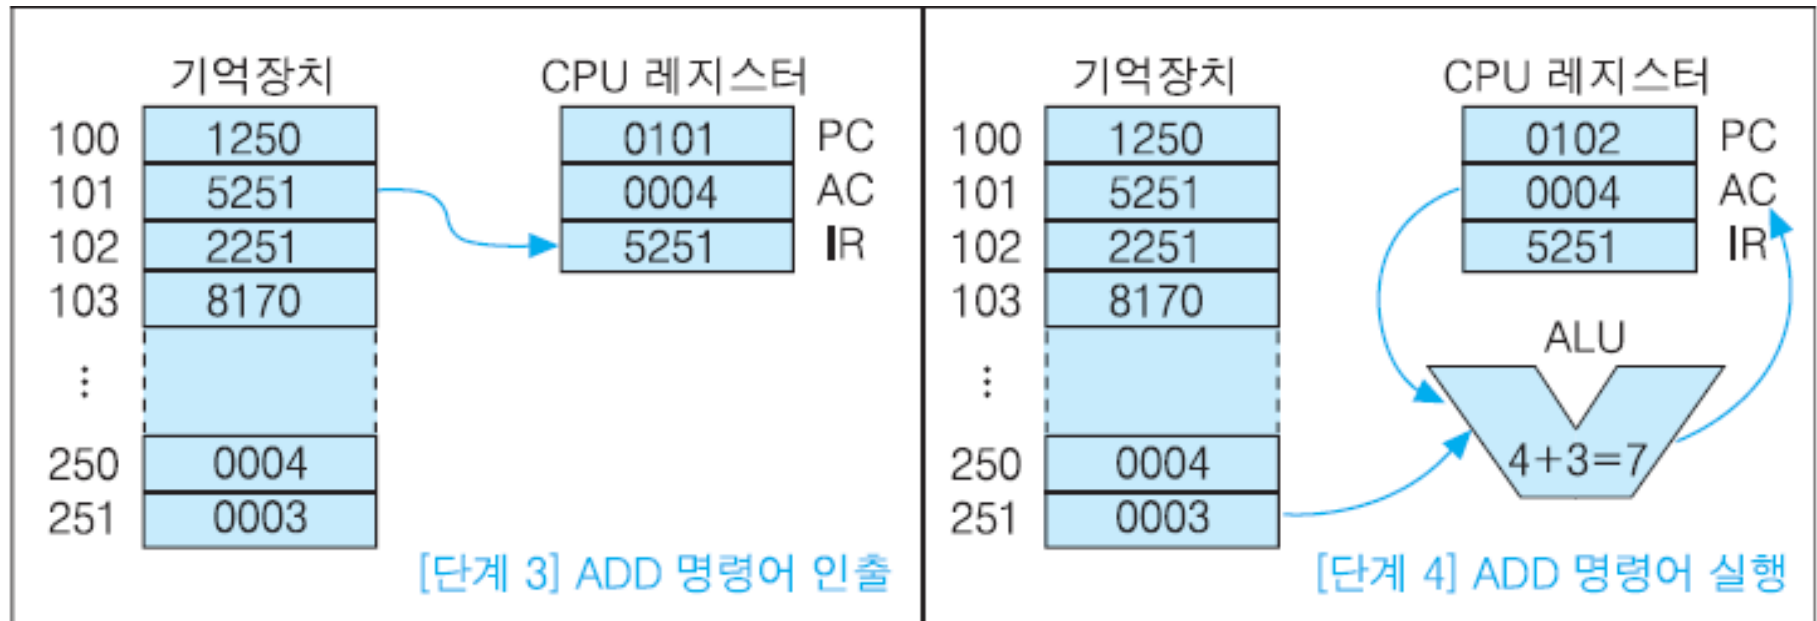 기억장치 CPU 레지스터
100 1250 0101 PC
101 5251 0004 AC
102 2251 5251 IR
103 8170
⋮
250 0004
251 0003
[단계 3] ADD 명령어 인출
기억장치 CPU 레지스터
100 1250 0102 PC
101 5251 0004 AC
102 2251 5251 IR
103 8170
ALU
⋮
250 0004 4+3=7
251 0003
[단계 4] ADD 명령어 실행